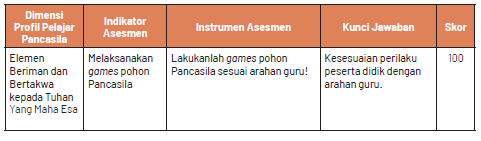 Dimensi
Profil Pelajar
Pancasila
Indikator
Asesmen
Instrumen Asesmen
Kunci Jawaban
Skor
Elemen
Beriman dan
Bertakwa
kepada Tuhan
Yang Maha Esa
Melaksanakan
games pohon
Pancasila
Lakukanlah games pohon
Pancasila sesuai arahan guru!
Kesesuaian perilaku
peserta didik dengan
arahan guru.
100